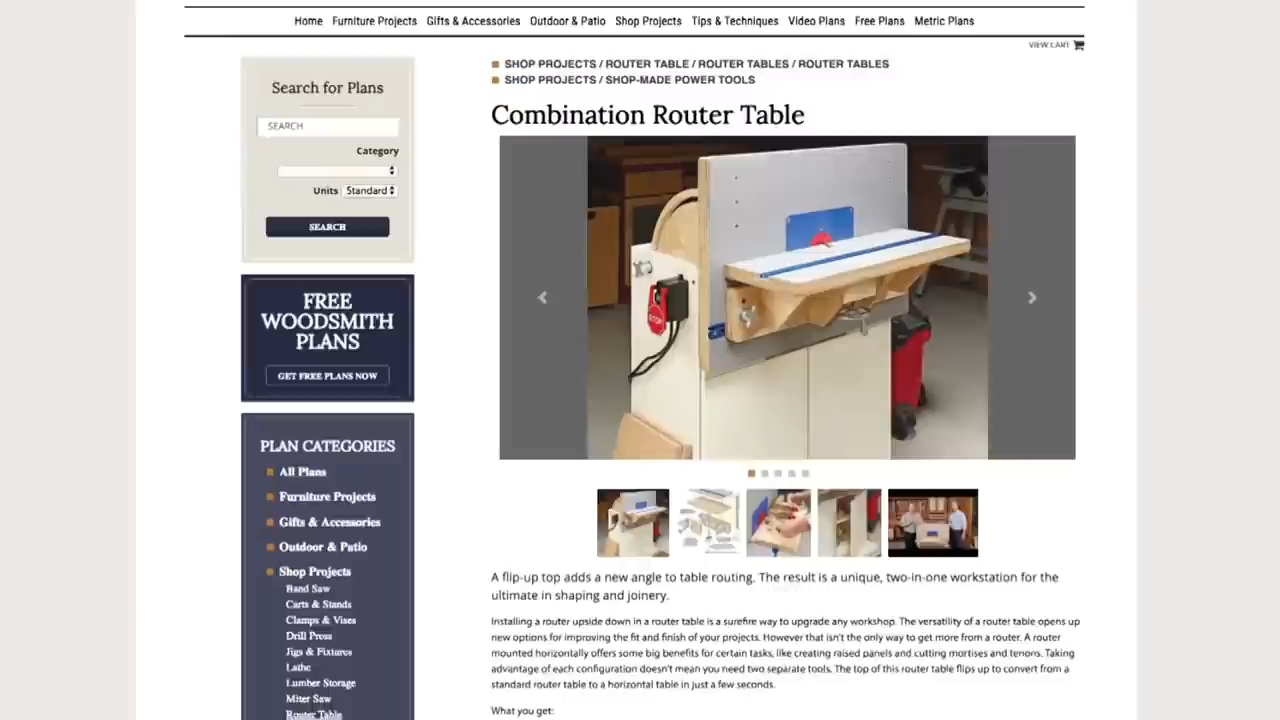 Home Furniture Projects Gifts & Accessories Outdoor & Patio Shop Projects Tips & Techniques Video Plans Free Plans Metric Plans
VIEW CART
Search for Plans
SEARCH
Category
Units Standard
SEARCH
FREE
WOODSMITH
PLANS
GET FREE PLANS NOW
PLAN CATEGORIES
All Plans
Furniture Projects
Gifts & Accessories
Outdoor & Patio
Shop Projects
Band Saw
Carts & Stands
Clamps & Vises
Drill Press
Jigs & Fixtures
Lathe
Lumber Storage
Miter Saw
Router Table
SHOP PROJECTS / ROUTER TABLE / ROUTER TABLES / ROUTER TABLES
SHOP PROJECTS / SHOP-MADE POWER TOOLS
Combination Router Table
STOP
A flip-up top adds a new angle to table routing. The result is a unique, two-in-one workstation for the
ultimate in shaping and joinery.
Installing a router upside down in a router table is a surefire way to upgrade any workshop. The versatility of a router table opens up
new options for improving the fit and finish of your projects. However that isn't the only way to get more from a router. A router
mounted horizontally offers some big benefits for certain tasks, like creating raised panels and cutting mortises and tenons. Taking
advantage of each configuration doesn't mean you need two separate tools. The top of this router table flips up to convert from a
standard router table to a horizontal table in just a few seconds.
What you get: